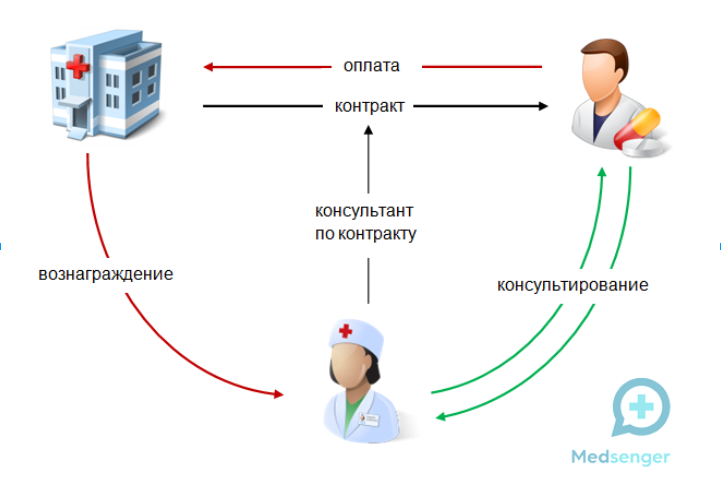 оплата
контракт
консультант
по контракту
вознаграждение
консультирование
Medsenger